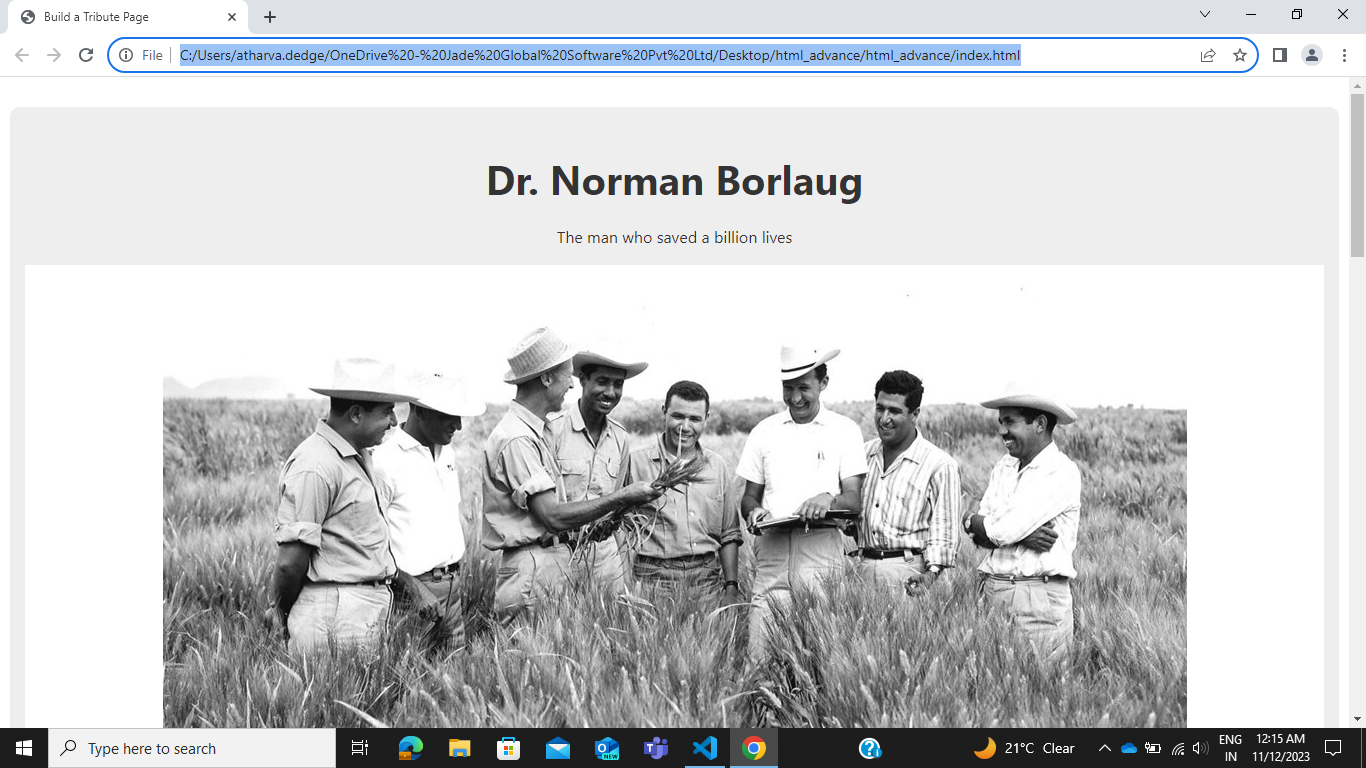 Build a Tribute Page
File
C:/Users/atharva.dedge/OneDrive%20-%20Jade%20Global%20Software%20Pvt%20Ltd/Desktop/html_advance/html_advance/index.html
Dr. Norman Borlaug
The man who saved a billion lives
Type here to search
NEW
21°C Clear
ENG
IN
12:15 AM
11/12/2023